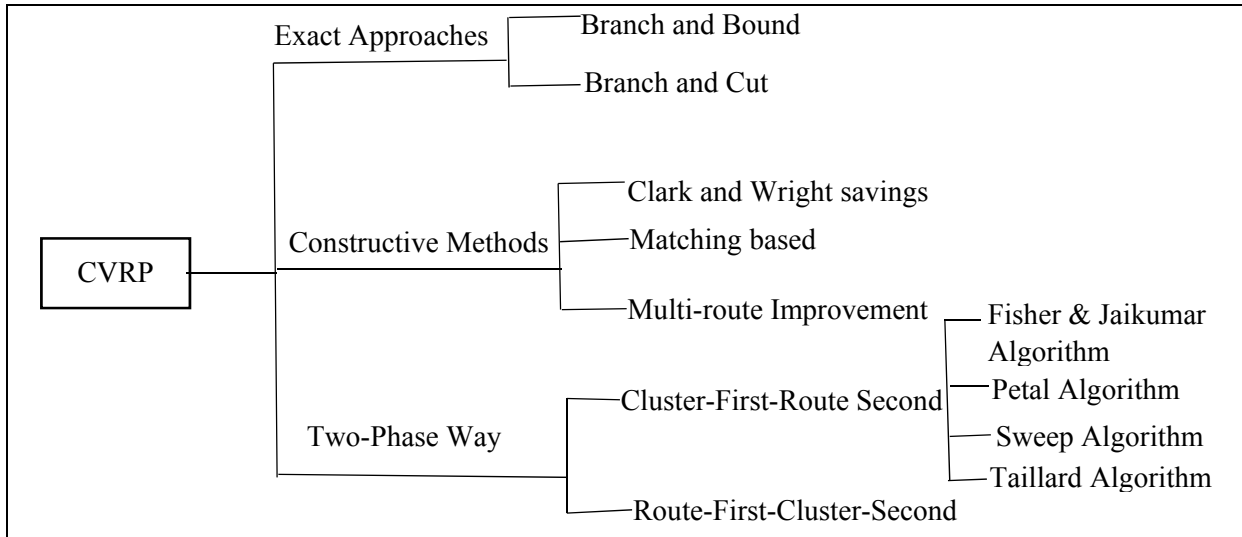 Exact Approaches
Branch and Bound
Branch and Cut
CVRP
Constructive Methods
Clark and Wright savings
Matching based
Multi-route Improvement
Two-Phase Way
Cluster-First-Route Second
Fisher & Jaikumar
Algorithm
Petal Algorithm
Sweep Algorithm
Taillard Algorithm
Route-First-Cluster-Second